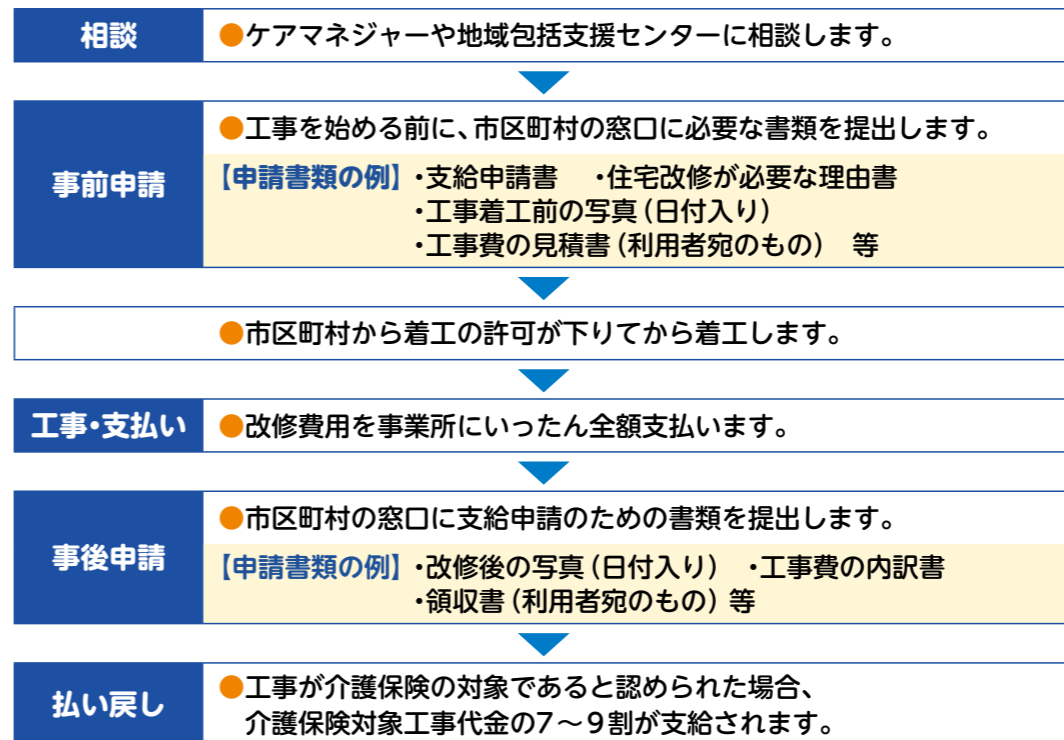 相談
●ケアマネジャーや地域包括支援センターに相談します。
事前申請
●工事を始める前に、市区町村の窓口に必要な書類を提出します。
【申請書類の例】・支給申請書 ・住宅改修が必要な理由書
・工事着工前の写真(日付入り)
・工事費の見積書(利用者宛のもの) 等
●市区町村から着工の許可が下りてから着工します。
工事・支払い
●改修費用を事業所にいったん全額支払います。
事後申請
●市区町村の窓口に支給申請のための書類を提出します。
【申請書類の例】・改修後の写真(日付入り) ・工事費の内訳書
・領収書(利用者宛のもの)等
払い戻し
●工事が介護保険の対象であると認められた場合、
介護保険対象工事代金の7~9割が支給されます。